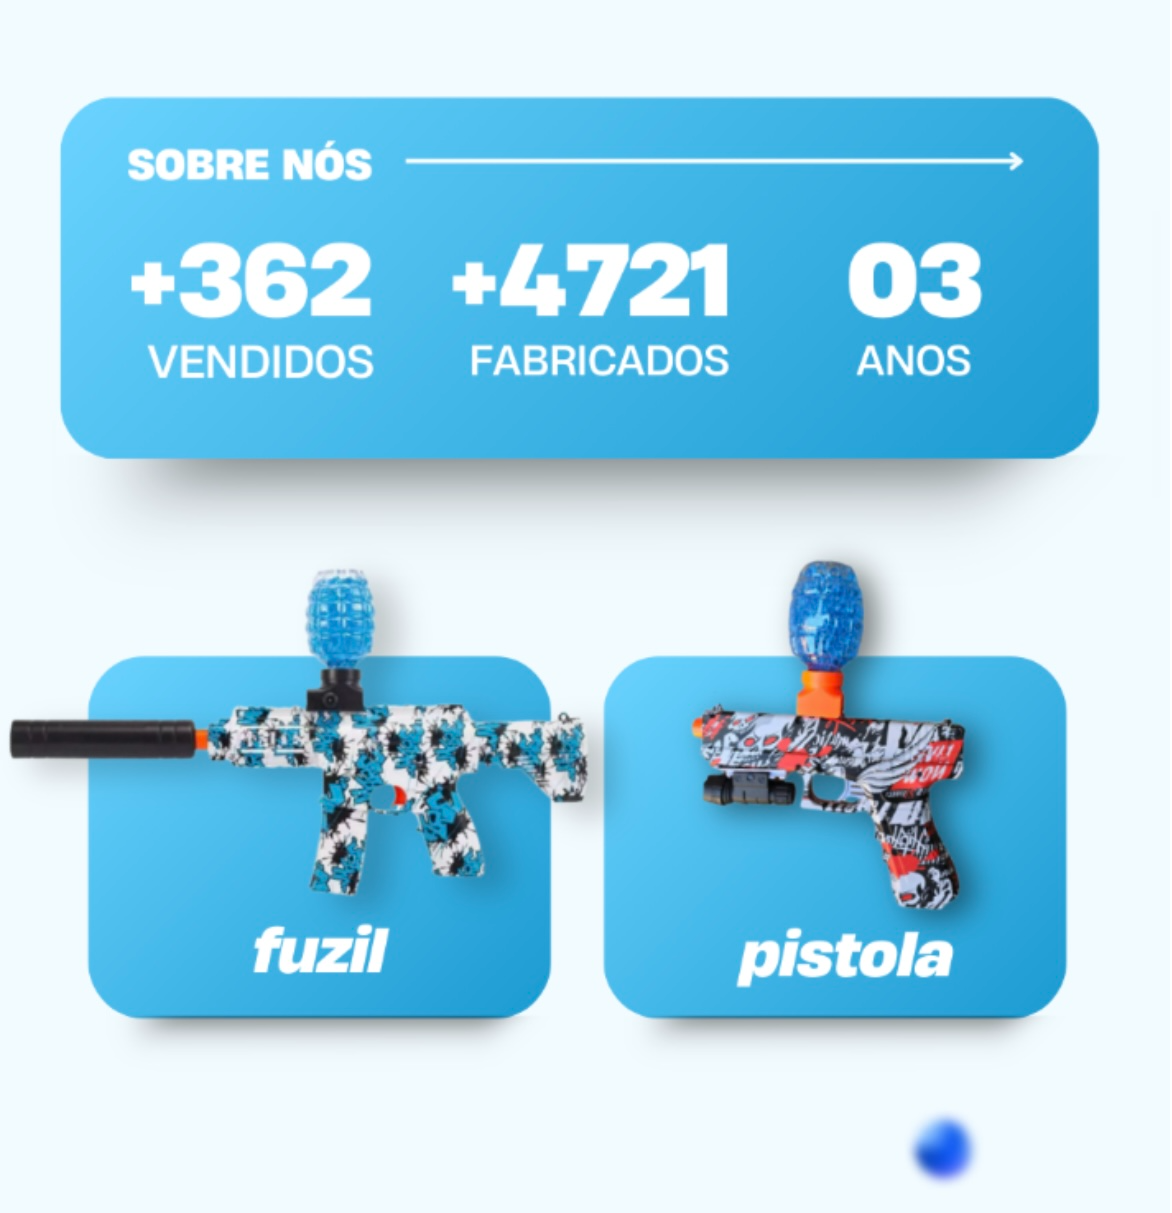 SOBRE NÓS
+362 +4721 03
VENDIDOS FABRICADOS ANOS
fuzil
pistola